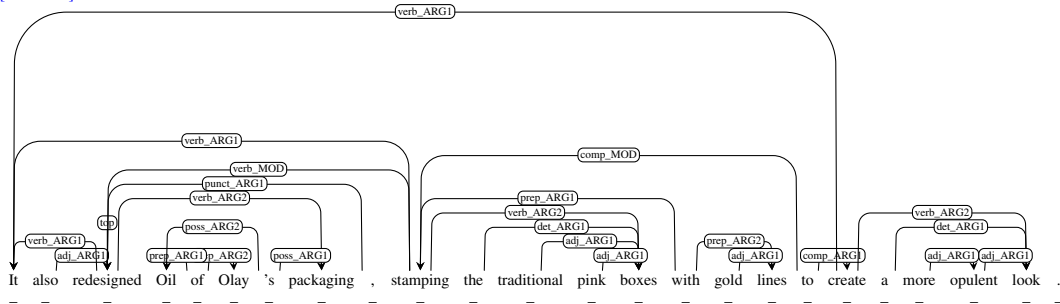 verb_ARG1
verb_ARG1
comp_MOD
verb_MOD
punct_ARG1
verb_ARG2 prep_ARG1
verb_ARG2 verb_ARG2
top poss_ARG2 det_ARG1 det_ARG1
verb_ARG1 adj_ARG1 prep_ARG2
adj_ARG1 prep_ARG1 p_ARG2 poss_ARG1 adj_ARG1 adj_ARG1 comp_ARG1 adj_ARG1 adj_ARG1
It also redesigned Oil of Olay 's packaging , stamping the traditional pink boxes with gold lines to create a more opulent look .